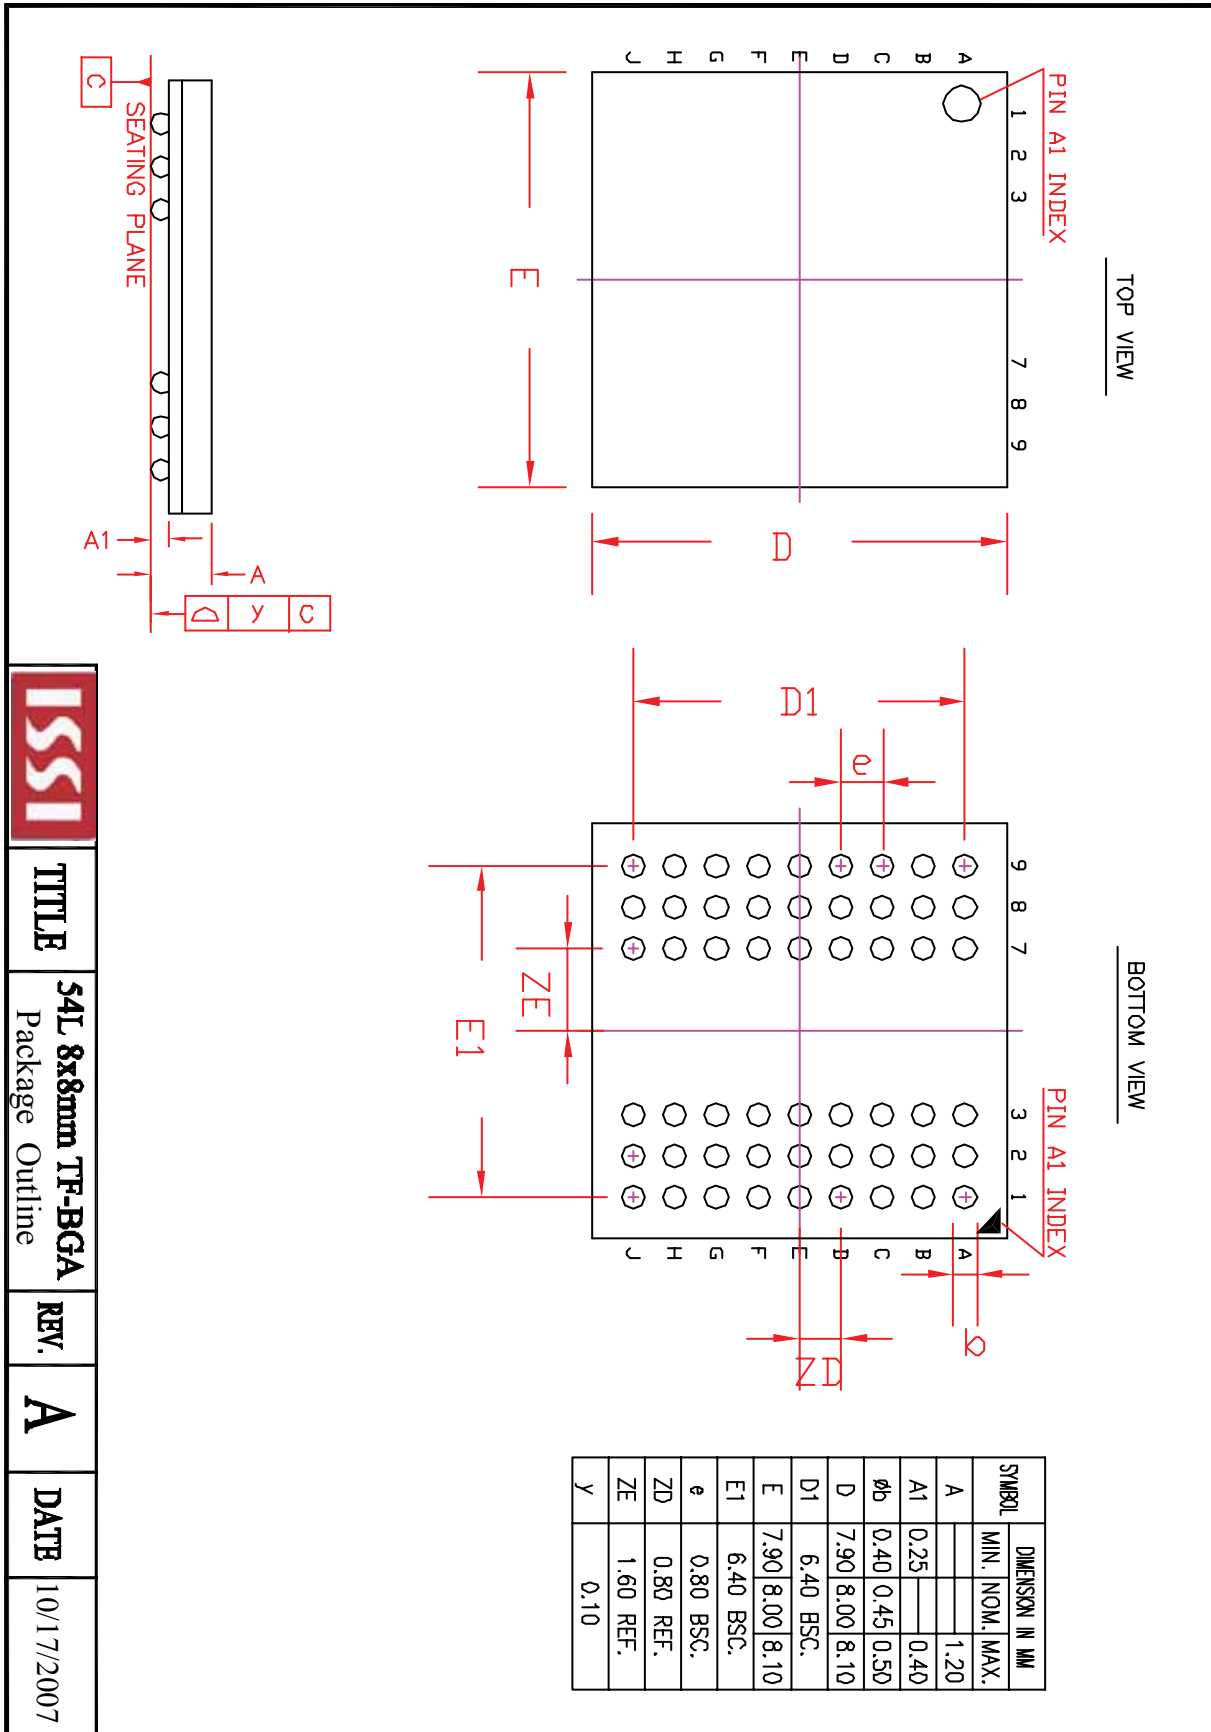 TOP VIEW
PIN A1 INDEX
1 2 3 7 8 9
A
B
C
D
E
F
G
H
J
E
D
C
SEATING PLANE
A1
A
y C
BOTTOM VIEW
PIN A1 INDEX
9 8 7 3 2 1
A
B
C
D
E
F
G
H
J
D1
e
ZE
E1
b
ZD
SYMBOL DIMENSION IN MM
MIN. NOM. MAX.
A 1.20
A1 0.25 0.40
Øb 0.40 0.45 0.50
D 7.90 8.00 8.10
D1 6.40 BSC.
E 7.90 8.00 8.10
E1 6.40 BSC.
e 0.80 BSC.
ZD 0.80 REF.
ZE 1.60 REF.
y 0.10
ISSI
TITLE
54L 8x8mm TF-BGA
Package Outline
REV.
A
DATE
10/17/2007